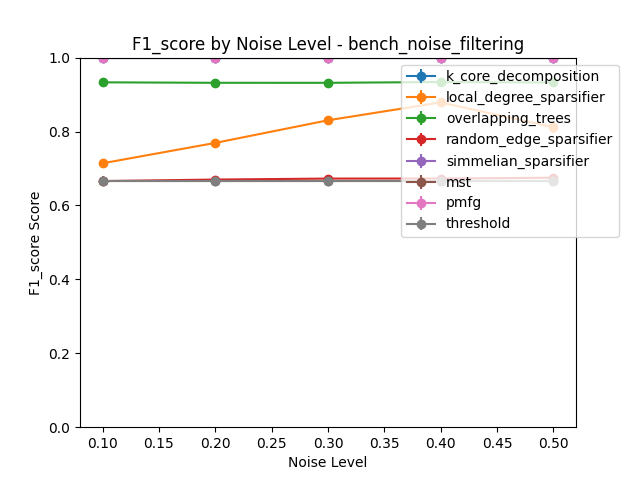 F1_score by Noise Level - bench_noise_filtering
1.0
0.8
0.6
0.4
0.2
0.0
F1_score Score
k_core_decomposition
local_degree_sparsifier
overlapping_trees
random_edge_sparsifier
simmelian_sparsifier
mst
pmfg
threshold
0.10 0.15 0.20 0.25 0.30 0.35 0.40 0.45 0.50
Noise Level